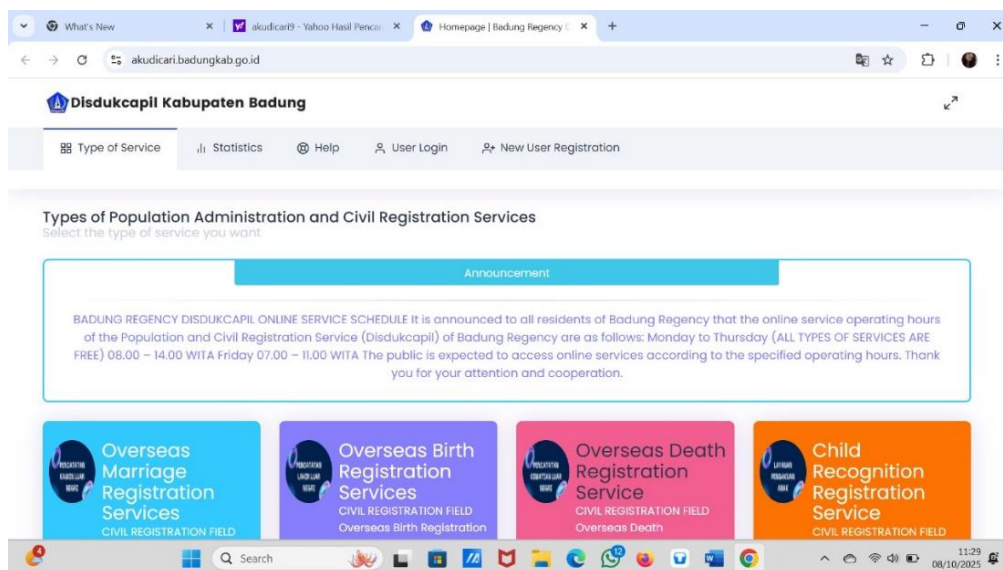 What's New
akudicari9 - Yahoo Hasil Pencar
Homepage | Badung Regency C
akudicari.badungkab.go.id
Disdukcapil Kabupaten Badung
Type of Service
Statistics
Help
User Login
New User Registration
Types of Population Administration and Civil Registration Services
Select the type of service you want
Announcement
BADUNG REGENCY DISDUKCAPIL ONLINE SERVICE SCHEDULE It is announced to all residents of Badung Regency that the online service operating hours
of the Population and Civil Registration Service (Disdukcapil) of Badung Regency are as follows: Monday to Thursday (ALL TYPES OF SERVICES ARE
FREE) 08.00 – 14.00 WITA Friday 07.00 – 11.00 WITA The public is expected to access online services according to the specified operating hours. Thank
you for your attention and cooperation.
Overseas
Marriage
Registration
Services
CIVIL REGISTRATION FIELD
Overseas Birth
Registration
Services
CIVIL REGISTRATION FIELD
Overseas Birth Registration
Overseas Death
Registration
Service
CIVIL REGISTRATION FIELD
Overseas Death
Child
Recognition
Registration
Service
CIVIL REGISTRATION FIELD
Search
11:29
08/10/2025